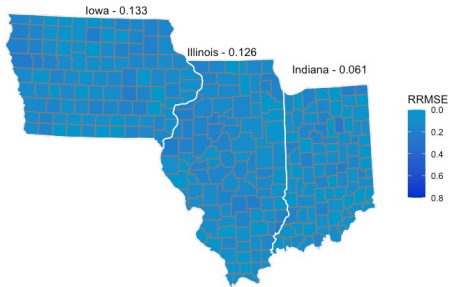 Iowa - 0.133
Illinois - 0.126
Indiana - 0.061
RRMSE
0.0
0.2
0.4
0.6
0.8